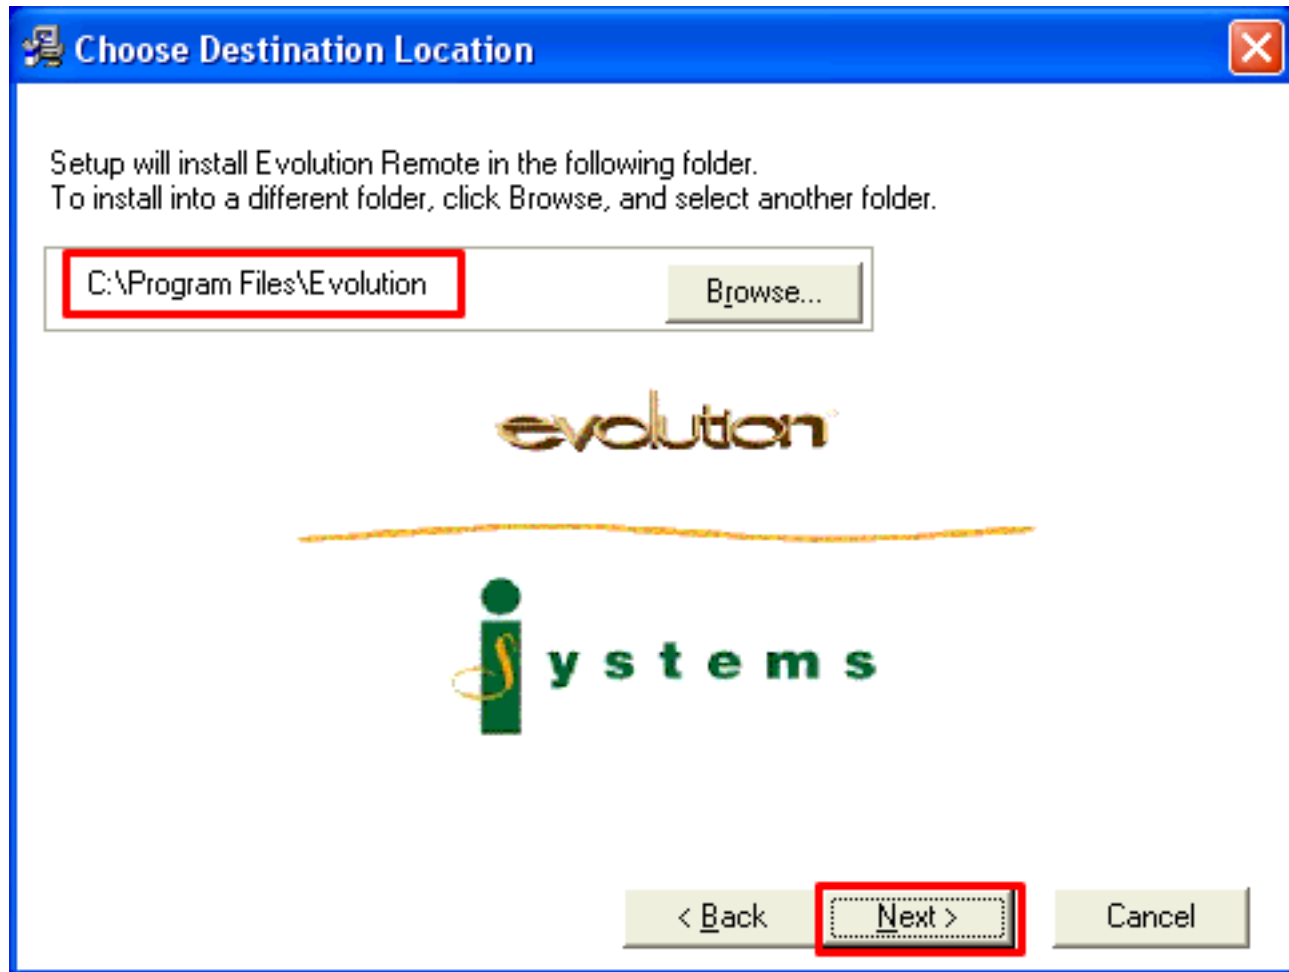 Choose Destination Location
Setup will install Evolution Remote in the following folder.
To install into a different folder, click Browse, and select another folder.
C:\Program Files\Evolution
Browse...
evolution
iSystems
< Back
Next >
Cancel